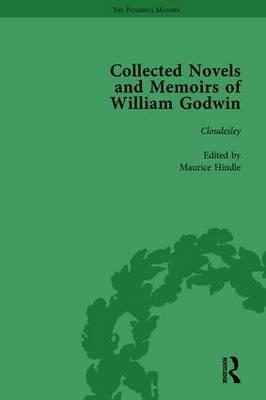 THE PICKERING MASTERS
Collected Novels
and Memoirs of
William Godwin
Cloudesley
Edited by
Maurice Hindle
R
ROUTLEDGE